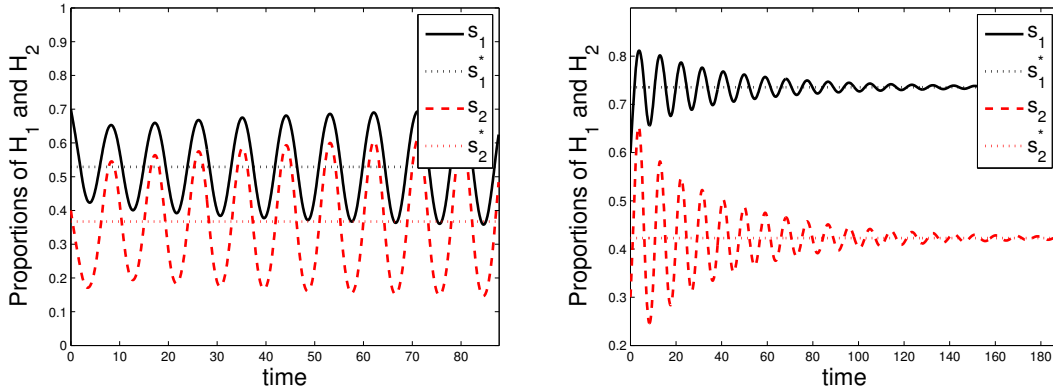 Proportions of H₁ and H₂
1
0.9
0.8
0.7
0.6
0.5
0.4
0.3
0.2
0.1
0
0 10 20 30 40 50 60 70 80
time
s₁
s₁*
s₂
s₂*
Proportions of H₁ and H₂
0.8
0.7
0.6
0.5
0.4
0.3
0.2
0 20 40 60 80 100 120 140 160 180
time
s₁
s₁*
s₂
s₂*